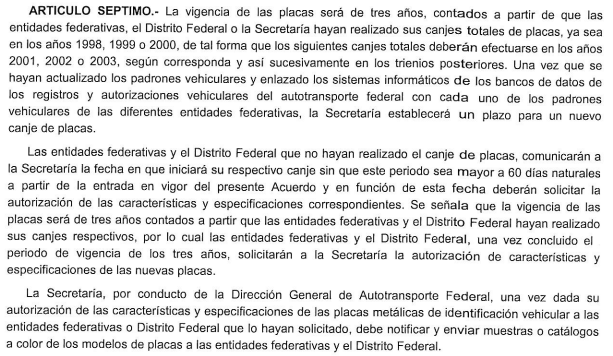 ARTICULO SEPTIMO.- La vigencia de las placas será de tres años, contados a partir de que las
entidades federativas, el Distrito Federal o la Secretaría hayan realizado sus canjes totales de placas, ya sea
en los años 1998, 1999 o 2000, de tal forma que los siguientes canjes totales deberán efectuarse en los años
2001, 2002 o 2003, según corresponda y así sucesivamente en los trienios posteriores. Una vez que se
hayan actualizado los padrones vehiculares y enlazado los sistemas informáticos de los bancos de datos de
los registros y autorizaciones vehiculares del autotransporte federal con cada uno de los padrones
vehiculares de las diferentes entidades federativas, la Secretaría establecerá un plazo para un nuevo
canje de placas.
Las entidades federativas y el Distrito Federal que no hayan realizado el canje de placas, comunicarán a
la Secretaría la fecha en que iniciará su respectivo canje sin que este periodo sea mayor a 60 días naturales
a partir de la entrada en vigor del presente Acuerdo y en función de esta fecha deberán solicitar la
autorización de las características y especificaciones correspondientes. Se señala que la vigencia de las
placas será de tres años contados a partir que las entidades federativas y el Distrito Federal hayan realizado
sus canjes respectivos, por lo cual las entidades federativas y el Distrito Federal, una vez concluido el
periodo de vigencia de los tres años, solicitarán a la Secretaría la autorización de características y
especificaciones de las nuevas placas.
La Secretaría, por conducto de la Dirección General de Autotransporte Federal, una vez dada su
autorización de las características y especificaciones de las placas metálicas de identificación vehicular a las
entidades federativas o Distrito Federal que lo hayan solicitado, debe notificar y enviar muestras o catálogos
a color de los modelos de placas a las entidades federativas y el Distrito Federal.